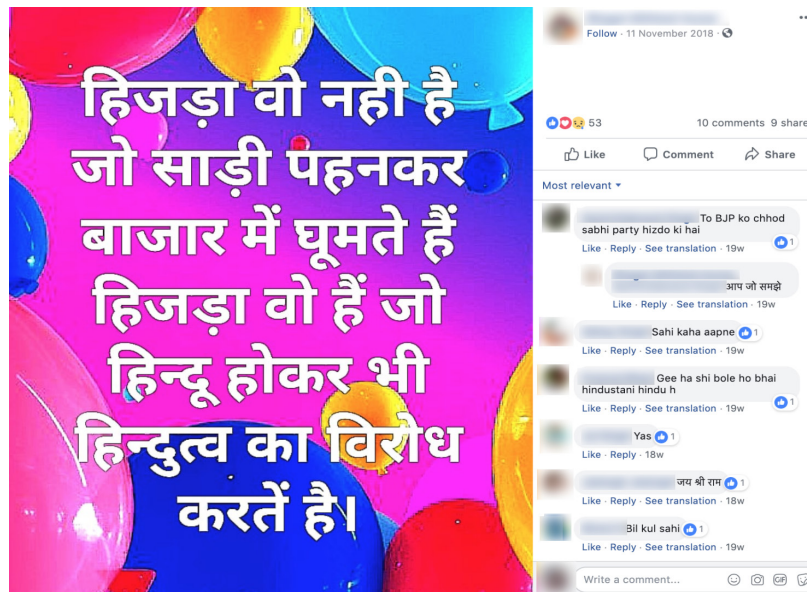 हिजड़ा वो नही है
जो साड़ी पहनकर
बाजार में घूमते हैं
हिजड़ा वो हैं जो
हिन्दू होकर भी
हिन्दुत्व का विरोध
करतें है।
Follow · 11 November 2018 ·
53 10 comments 9 share
Like Comment Share
Most relevant
To BJP ko chhod
sabhi party hizdo ki hai
1
Like · Reply · See translation · 19w
आप जो समझे
Like · Reply · See translation · 19w
Sahi kaha aapne 1
Like · Reply · See translation · 19w
Gee ha shi bole ho bhai
hindustani hindu h
1
Like · Reply · See translation · 19w
Yas 1
Like · Reply · 18w
जय श्री राम 1
Like · Reply · See translation · 18w
Bil kul sahi 1
Like · Reply · See translation · 19w
Write a comment...
GIF